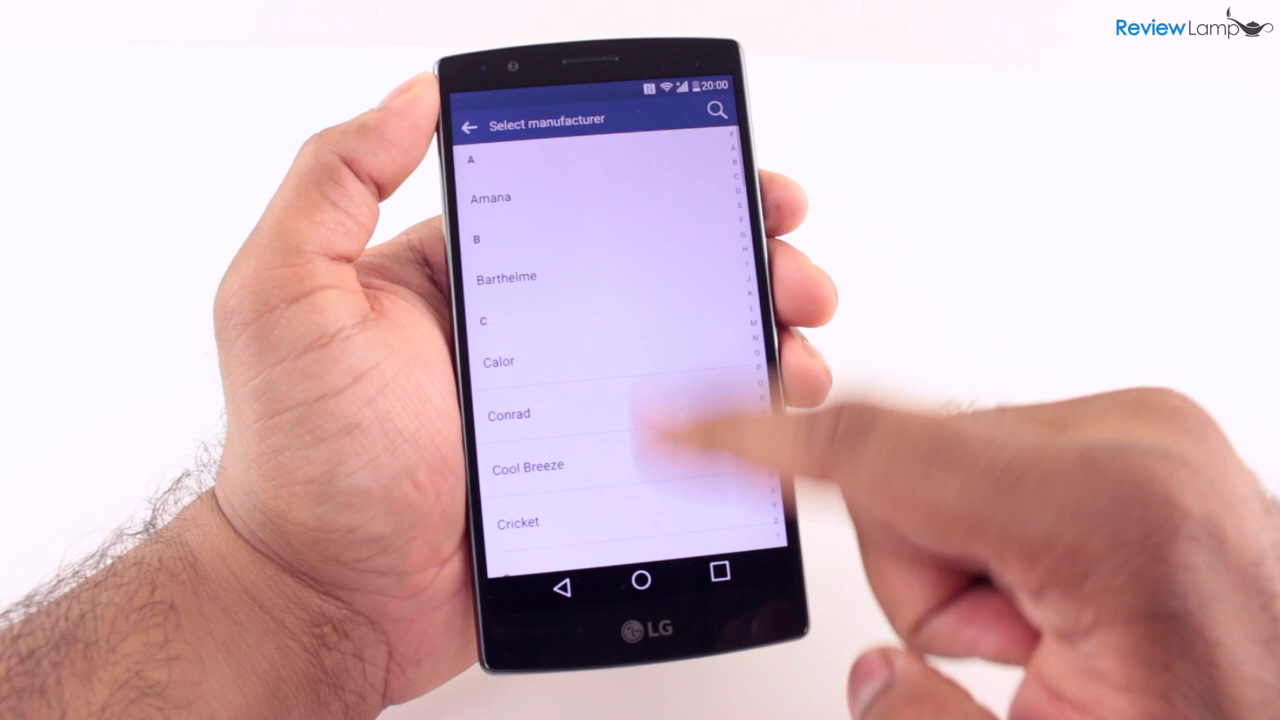 ReviewLamp
20:00
Select manufacturer
A
Amana
B
Barthelme
C
Calor
Conrad
Cool Breeze
Cricket
#
A
B
C
D
E
F
G
H
I
J
K
L
M
N
O
P
Q
R
X
Y
Z
LG